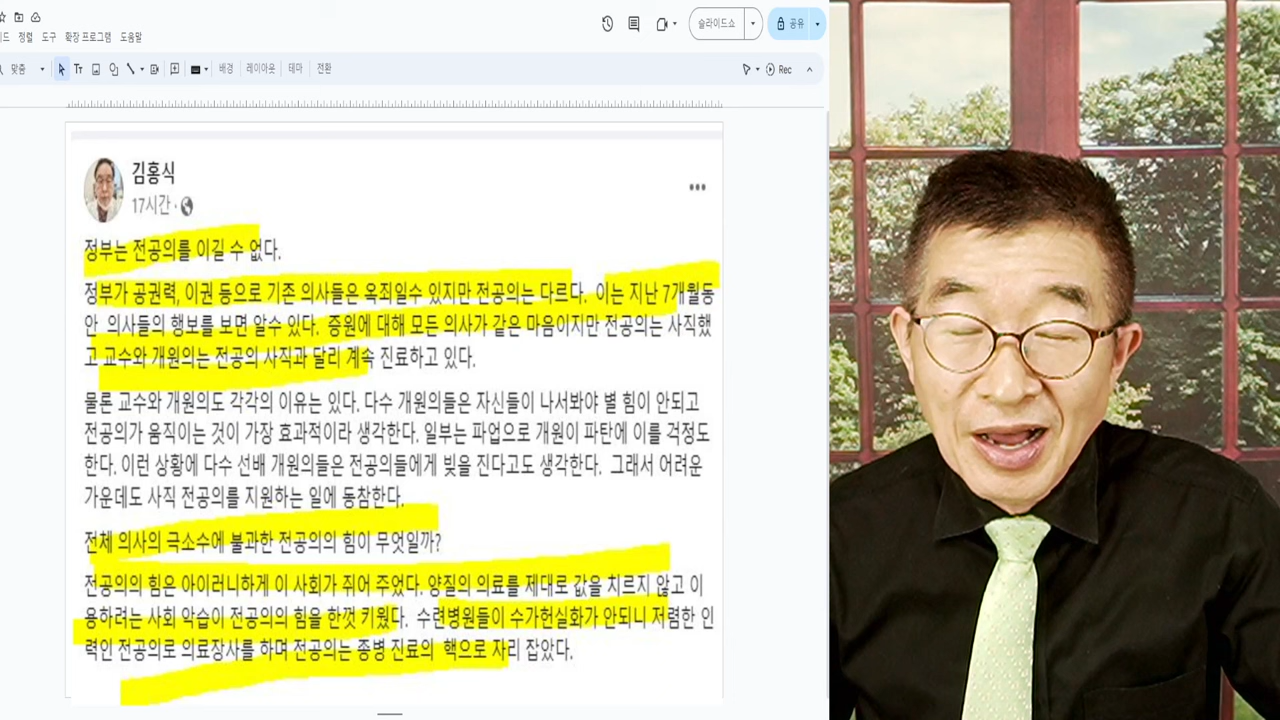 정렬 도구 확장 프로그램 도움말
슬라이드쇼
공유
맞춤
배경 레이아웃 테마 전환
Rec
김홍식
17시간 ·
정부는 전공의를 이길 수 없다.
정부가 공권력, 이권 등으로 기존 의사들은 옥죄일수 있지만 전공의는 다르다. 이는 지난 7개월동
안 의사들의 행보를 보면 알수 있다. 증원에 대해 모든 의사가 같은 마음이지만 전공의는 사직했
고 교수와 개원의는 전공의 사직과 달리 계속 진료하고 있다.
물론 교수와 개원의도 각각의 이유는 있다. 다수 개원의들은 자신들이 나서봐야 별 힘이 안되고
전공의가 움직이는 것이 가장 효과적이라 생각한다. 일부는 파업으로 개원이 파탄에 이를 걱정도
한다. 이런 상황에 다수 선배 개원의들은 전공의들에게 빚을 진다고도 생각한다. 그래서 어려운
가운데도 사직 전공의를 지원하는 일에 동참한다.
전체 의사의 극소수에 불과한 전공의의 힘이 무엇일까?
전공의의 힘은 아이러니하게 이 사회가 쥐어 주었다. 양질의 의료를 제대로 값을 치르지 않고 이
용하려는 사회 악습이 전공의의 힘을 한껏 키웠다. 수련병원들이 수가현실화가 안되니 저렴한 인
력인 전공의로 의료장사를 하며 전공의는 종병 진료의 핵으로 자리 잡았다.